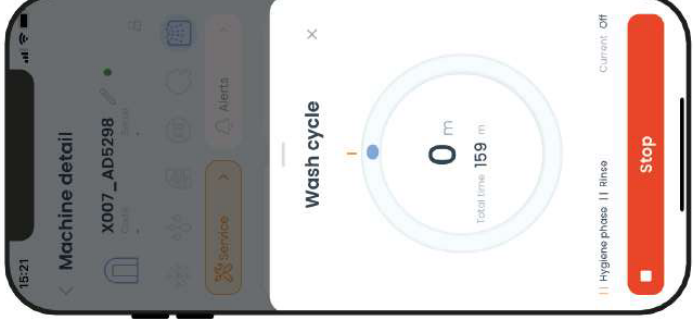 15:21
Machine detail
X007_AD5298
Serial
Service
Alerts
Wash cycle
0 m
Total time 159 m
Hygiene phase Rinse
Current Off
Stop